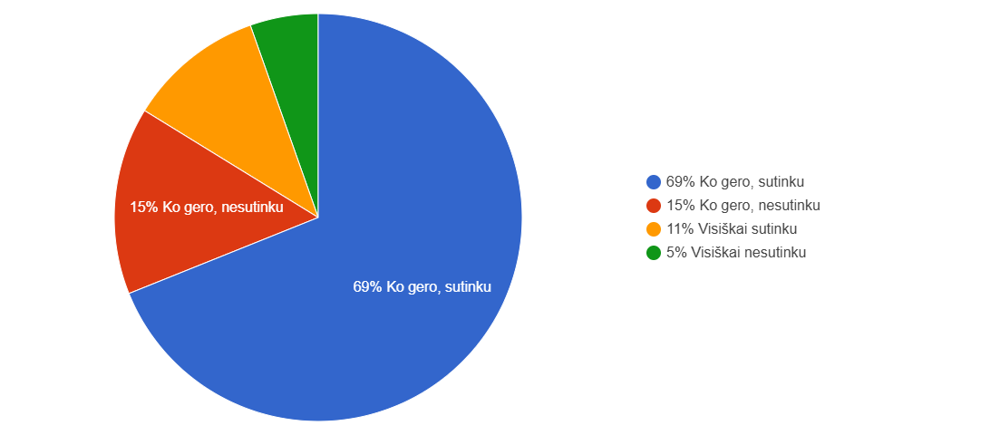 15% Ko gero, nesutinku
69% Ko gero, sutinku
69% Ko gero, sutinku
15% Ko gero, nesutinku
11% Visiškai sutinku
5% Visiškai nesutinku